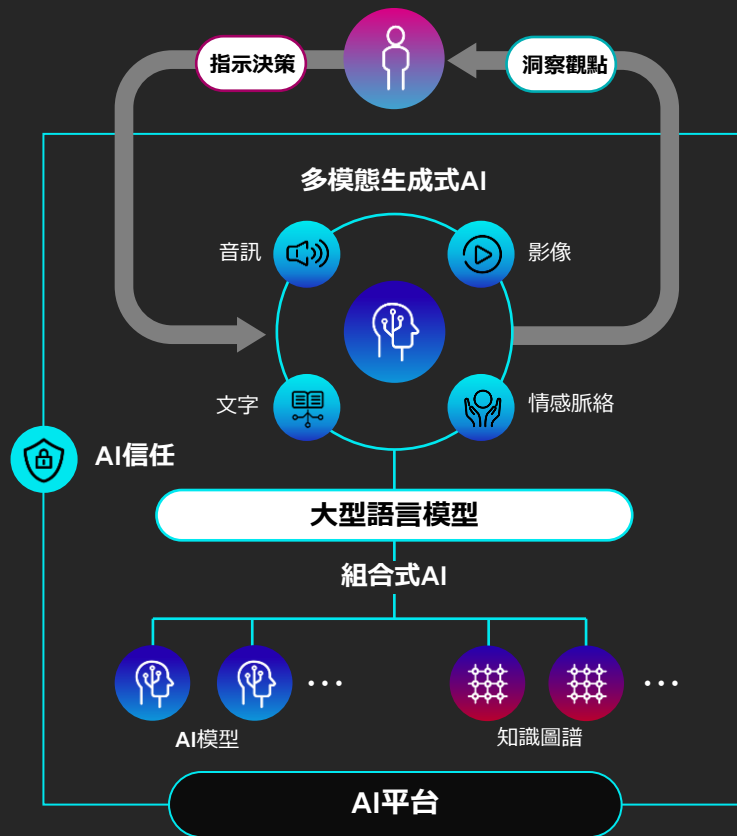 指示決策
洞察觀點
多模態生成式AI
音訊
影像
文字
情感脈絡
AI信任
大型語言模型
組合式AI
...
...
AI模型
知識圖譜
AI平台